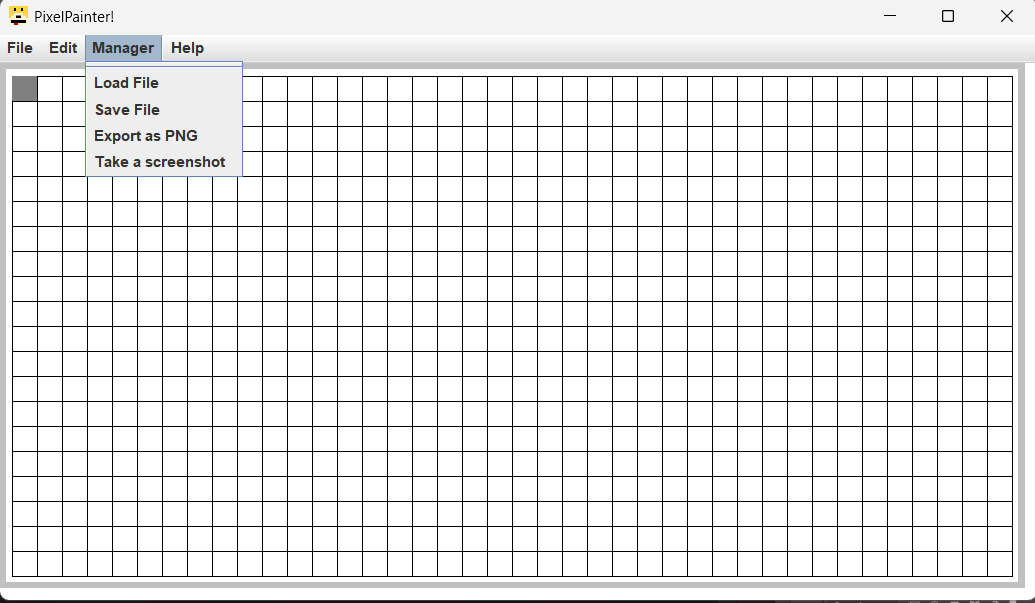 PixelPainter!
File Edit Manager Help
Load File
Save File
Export as PNG
Take a screenshot